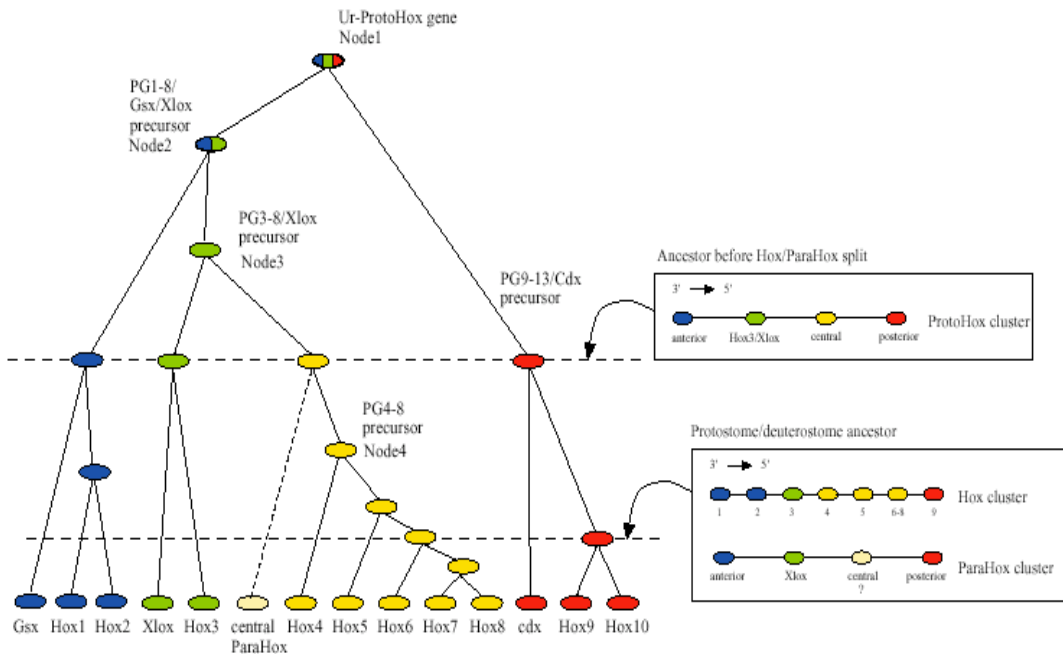 Ur-ProtoHox gene
Node1
PG1-8/
Gsx/Xlox
precursor
Node2
PG3-8/Xlox
precursor
Node3
PG9-13/Cdx
precursor
Ancestor before Hox/ParaHox split
3' 5'
ProtoHox cluster
anterior Hox3/Xlox central posterior
PG4-8
precursor
Node4
Protostome/deuterostome ancestor
3' 5'
Hox cluster
1 2 3 4 5 6-8 9
ParaHox cluster
anterior Xlox central posterior
?
Gsx Hox1 Hox2 Xlox Hox3 central Hox4 Hox5 Hox6 Hox7 Hox8 cdx Hox9 Hox10
ParaHox